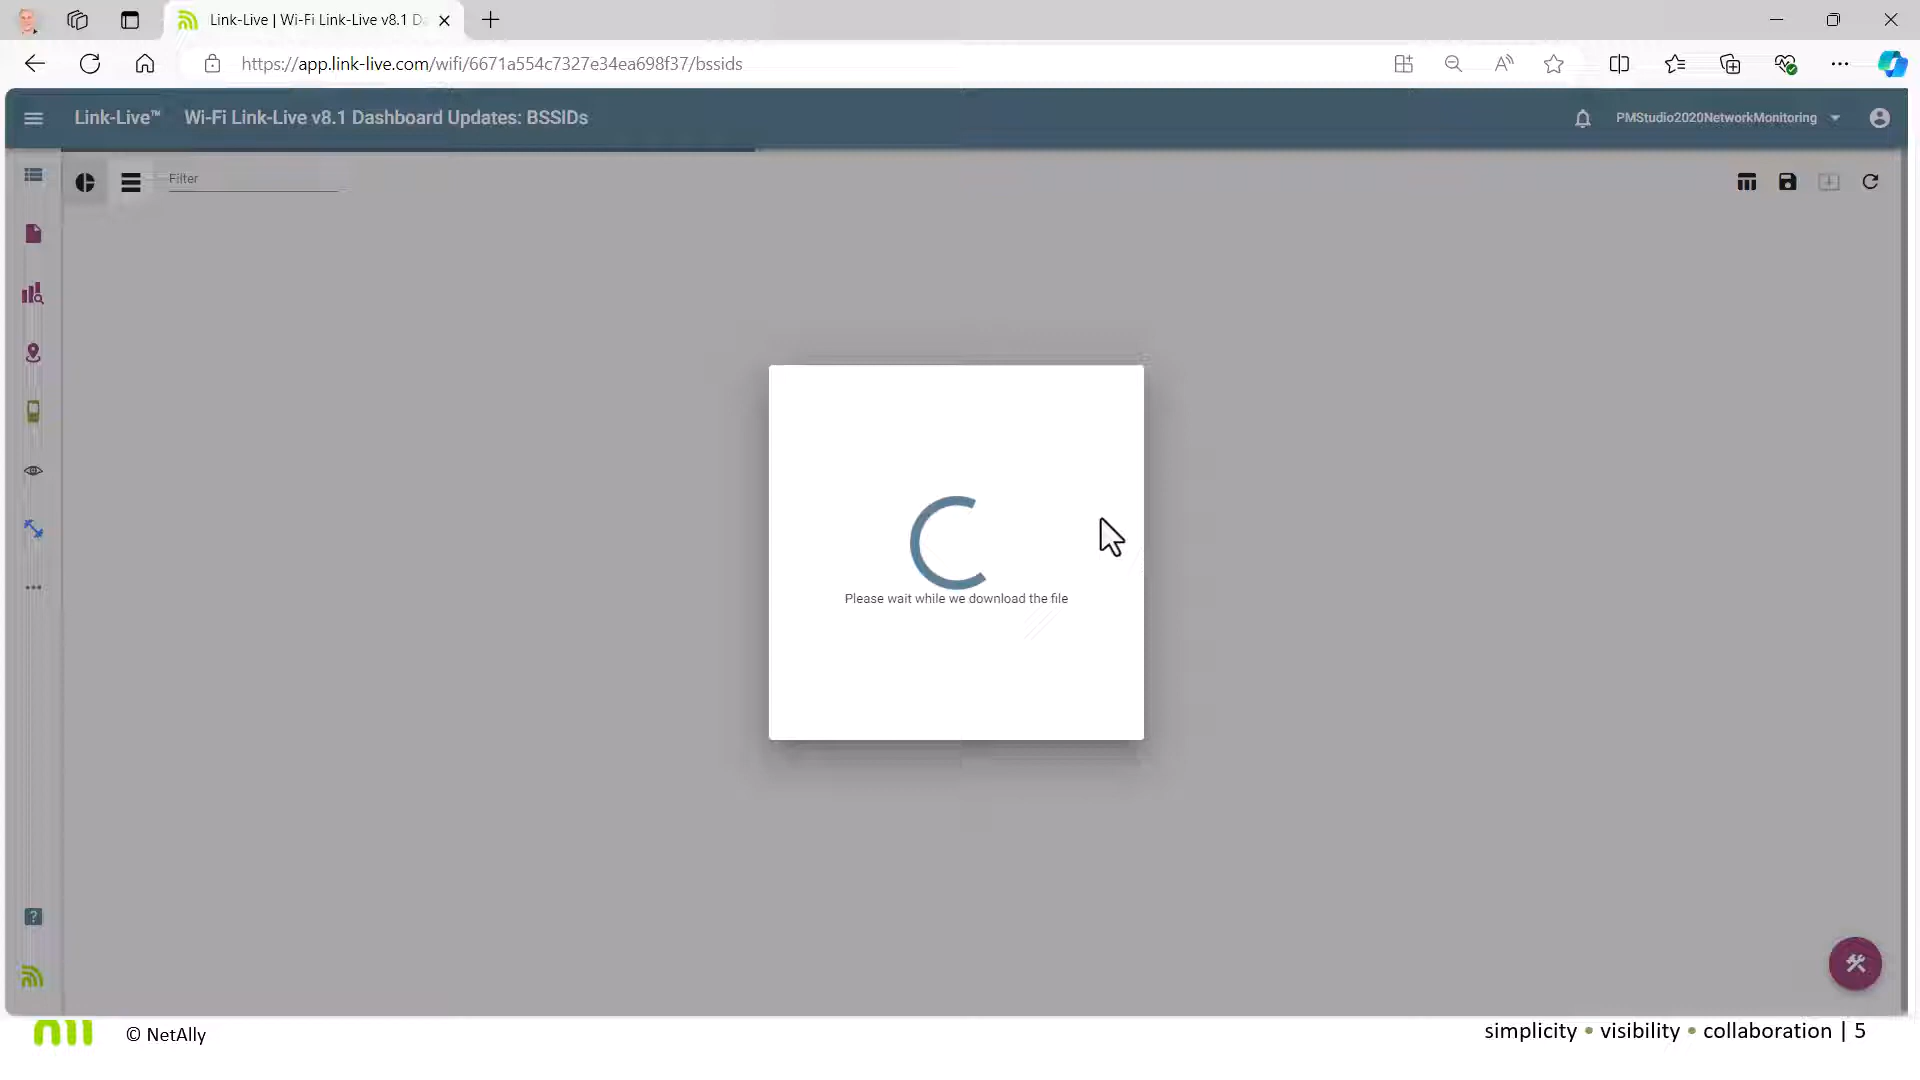 Link-Live | Wi-Fi Link-Live v8.1 Da
https://app.link-live.com/wifi/6671a554c7327e34ea698f37/bssids
Link-Live™ Wi-Fi Link-Live v8.1 Dashboard Updates: BSSIDs
PMStudio2020NetworkMonitoring
Filter
Please wait while we download the file
© NetAlly
simplicity • visibility • collaboration | 5